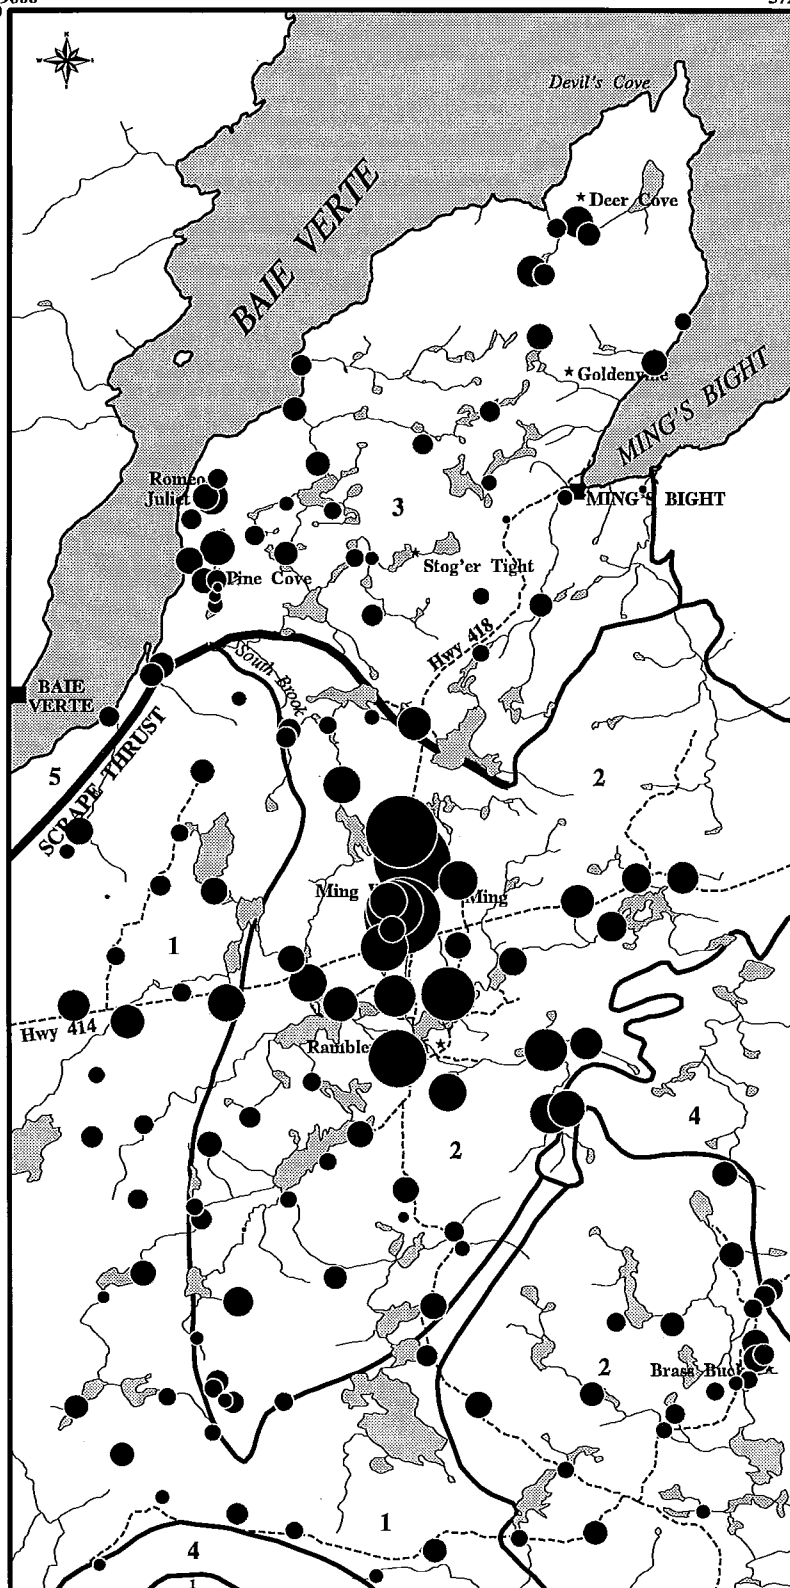 N
W
E
S
Devil's Cove
Deer Cove
BAIE VERTE
Goldenville
MING'S BIGHT
Romeo
Juliet
3
MING'S BIGHT
Stog'er Tight
Pine Cove
Hwy 418
South Brook
BAIE
VERTE
SCRAPE THRUST
5
2
Ming
Ming
1
Hwy 414
Rambler
4
2
2
Brass Buckle
1
4
1